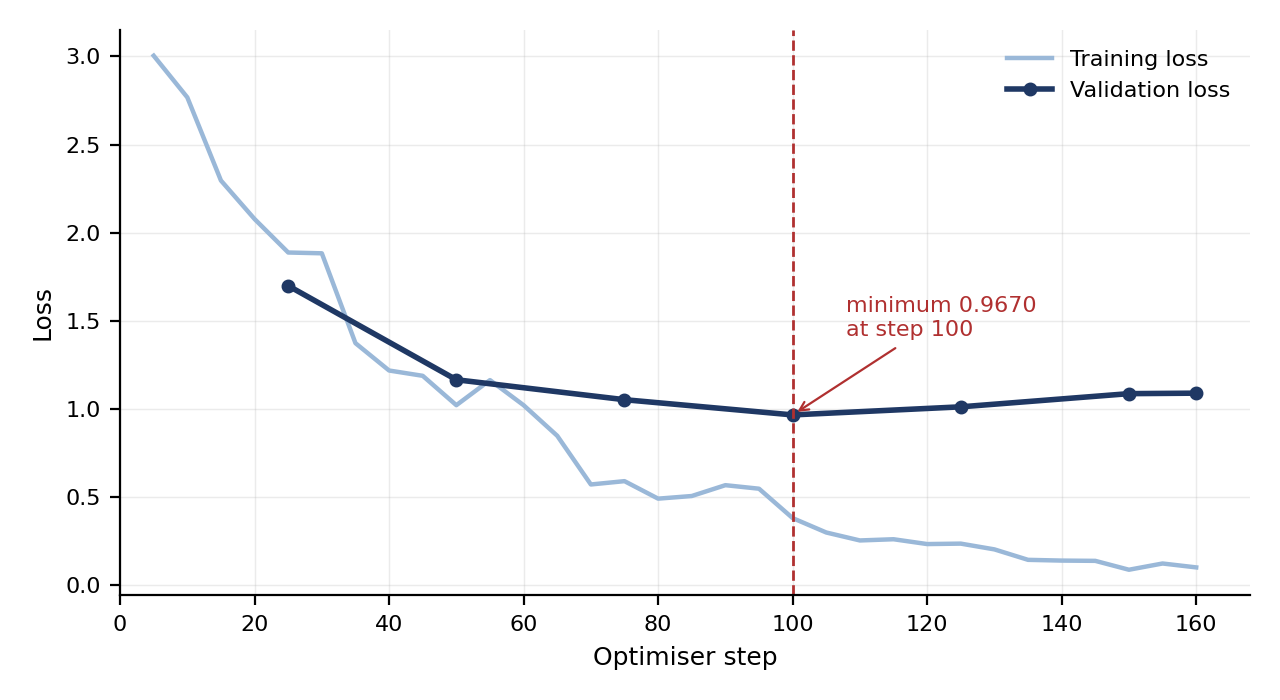 3.0
2.5
2.0
1.5
1.0
0.5
0.0
Loss
Training loss
Validation loss
minimum 0.9670
at step 100
0 20 40 60 80 100 120 140 160
Optimiser step